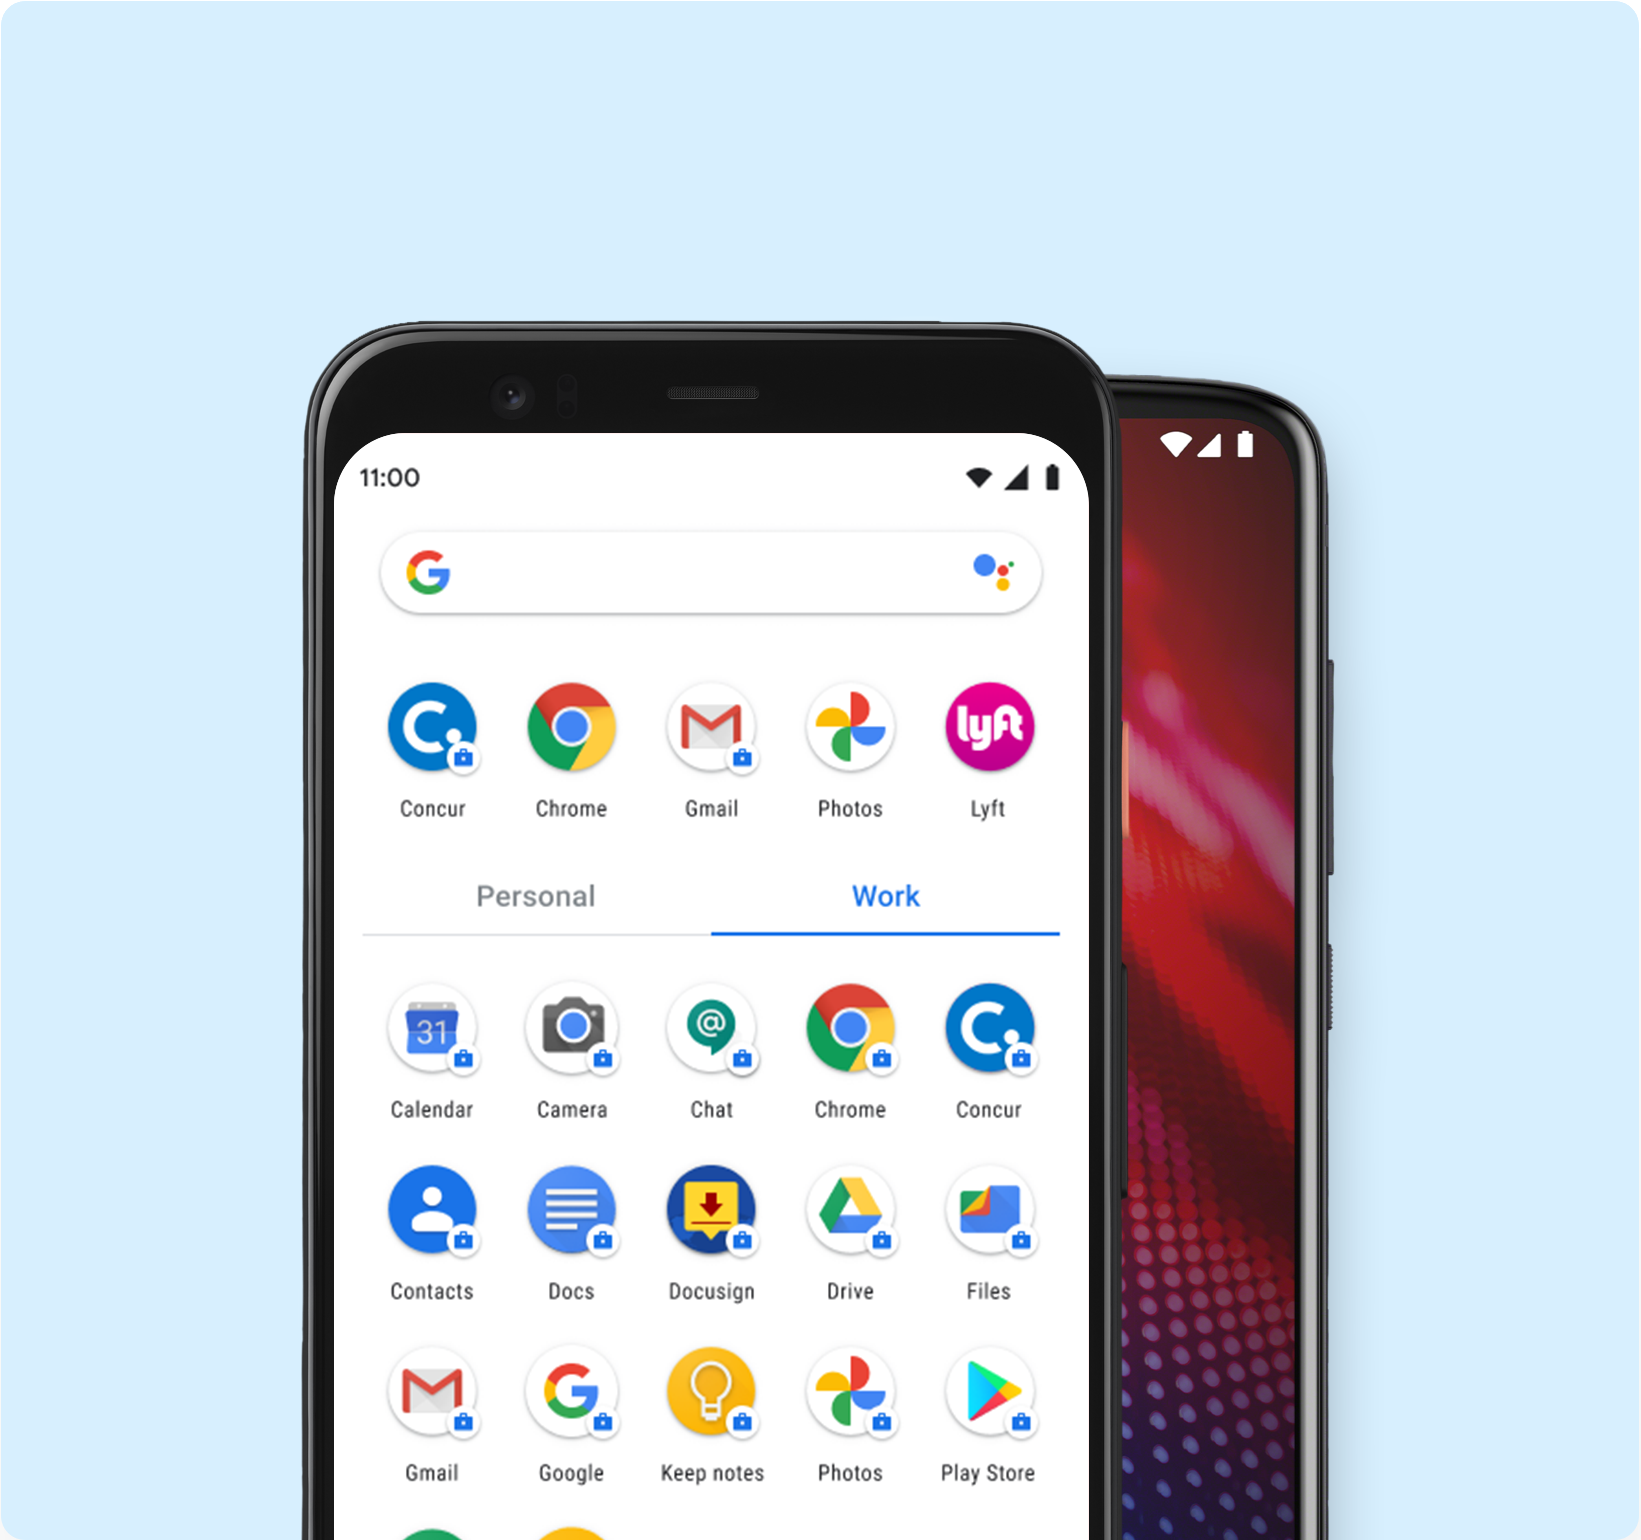 11:00
G
lyft
Concur Chrome Gmail Photos Lyft
Personal Work
31 @
Calendar Camera Chat Chrome Concur
Contacts Docs Docusign Drive Files
G
Gmail Google Keep notes Photos Play Store